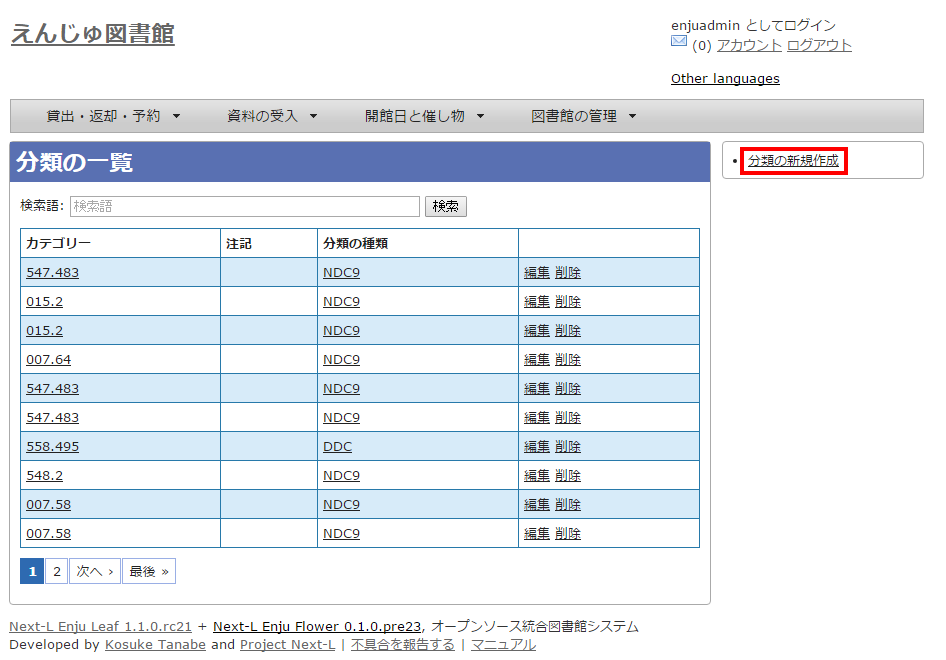 えんじゅ図書館
enjuadmin としてログイン
(0) アカウント ログアウト
Other languages
貸出・返却・予約 ▼ 資料の受入 ▼ 開館日と催し物 ▼ 図書館の管理 ▼
分類の一覧
• 分類の新規作成
検索語: 検索語 検索
カテゴリー 注記 分類の種類
547.483 NDC9 編集 削除
015.2 NDC9 編集 削除
015.2 NDC9 編集 削除
007.64 NDC9 編集 削除
547.483 NDC9 編集 削除
547.483 NDC9 編集 削除
558.495 DDC 編集 削除
548.2 NDC9 編集 削除
007.58 NDC9 編集 削除
007.58 NDC9 編集 削除
1 2 次へ › 最後 »
Next-L Enju Leaf 1.1.0.rc21 + Next-L Enju Flower 0.1.0.pre23, オープンソース統合図書館システム
Developed by Kosuke Tanabe and Project Next-L | 不具合を報告する | マニュアル